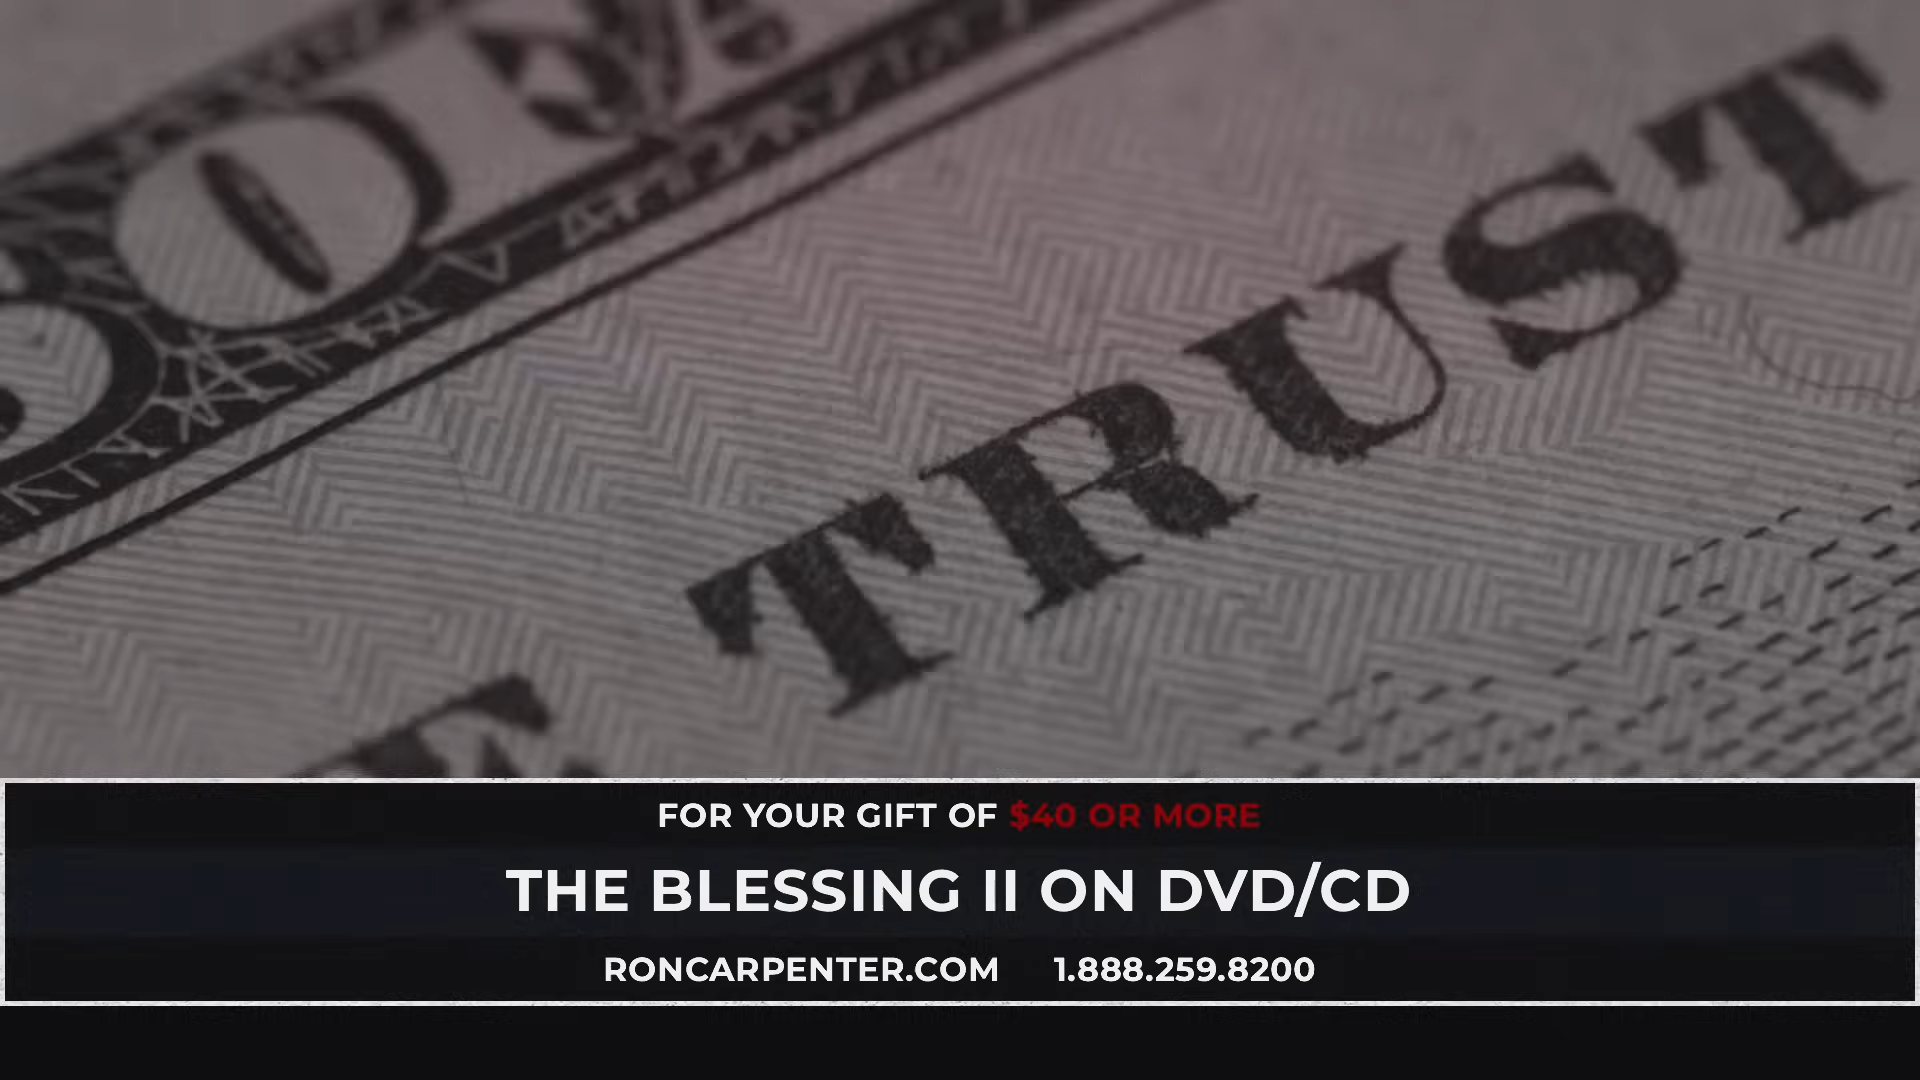 TRUST
FOR YOUR GIFT OF $40 OR MORE
THE BLESSING II ON DVD/CD
RONCARPENTER.COM 1.888.259.8200